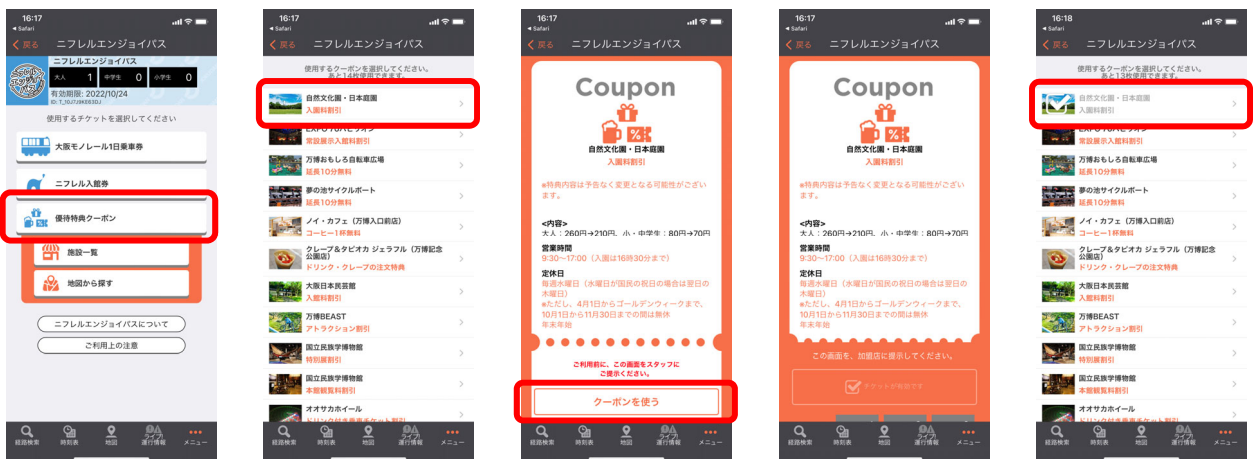 16:17
Safari
戻る ニフレルエンジョイパス
ニフレルエンジョイパス
大人 1 中学生 0 小学生 0
有効期限: 2022/10/24
使用するチケットを選択してください
大阪モノレール1日乗車券
ニフレル入館券
優待特典クーポン
施設一覧
地図から探す
ニフレルエンジョイパスについて
ご利用上の注意
経路検索 時刻表 地図 ライブ!運行情報 メニュー
16:17
Safari
戻る ニフレルエンジョイパス
使用するクーポンを選択してください。
あと14枚使用できます。
自然文化園・日本庭園
入園料割引
常設展示入館料割引
万博おもしろ自転車広場
延長10分無料
夢の池サイクルボート
延長10分無料
ノイ・カフェ（万博入口前店）
コーヒー1杯無料
クレープ&タピオカ ジェラフル（万博記念
公園店）
ドリンク・クレープの注文特典
大阪日本民芸館
入館料割引
万博BEAST
アトラクション割引
国立民族学博物館
特別展割引
国立民族学博物館
本館観覧料割引
オオサカホイール
経路検索 時刻表 地図 ライブ!運行情報 メニュー
16:17
Safari
戻る ニフレルエンジョイパス
Coupon
自然文化園・日本庭園
入園料割引
※特典内容は予告なく変更となる可能性がござい
ます。
<内容>
大人：260円→210円、小・中学生：80円→70円
営業時間
9:30～17:00（入園は16時30分まで）
定休日
毎週水曜日（水曜日が国民の祝日の場合は翌日の
木曜日）
※ただし、4月1日からゴールデンウィークまで、
10月1日から11月30日までの間は無休
年末年始
ご利用前に、この画面をスタッフに
ご提示ください。
クーポンを使う
経路検索 時刻表 地図 ライブ!運行情報 メニュー
16:17
Safari
戻る ニフレルエンジョイパス
Coupon
自然文化園・日本庭園
入園料割引
※特典内容は予告なく変更となる可能性がござい
ます。
<内容>
大人：260円→210円、小・中学生：80円→70円
営業時間
9:30～17:00（入園は16時30分まで）
定休日
毎週水曜日（水曜日が国民の祝日の場合は翌日の
木曜日）
※ただし、4月1日からゴールデンウィークまで、
10月1日から11月30日までの間は無休
年末年始
この画面を、加盟店に提示してください。
チケットが有効です
経路検索 時刻表 地図 ライブ!運行情報 メニュー
16:18
Safari
戻る ニフレルエンジョイパス
使用するクーポンを選択してください。
あと13枚使用できます。
自然文化園・日本庭園
入園料割引
常設展示入館料割引
万博おもしろ自転車広場
延長10分無料
夢の池サイクルボート
延長10分無料
ノイ・カフェ（万博入口前店）
コーヒー1杯無料
クレープ&タピオカ ジェラフル（万博記念
公園店）
ドリンク・クレープの注文特典
大阪日本民芸館
入館料割引
万博BEAST
アトラクション割引
国立民族学博物館
特別展割引
国立民族学博物館
本館観覧料割引
オオサカホイール
経路検索 時刻表 地図 ライブ!運行情報 メニュー